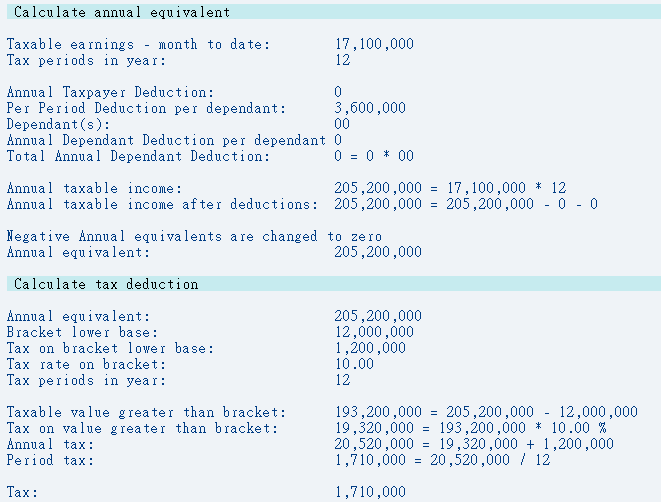 Calculate annual equivalent
Taxable earnings - month to date: 17,100,000
Tax periods in year: 12
Annual Taxpayer Deduction: 0
Per Period Deduction per dependant: 3,600,000
Dependant(s): 00
Annual Dependant Deduction per dependant 0
Total Annual Dependant Deduction: 0 = 0 * 00
Annual taxable income: 205,200,000 = 17,100,000 * 12
Annual taxable income after deductions: 205,200,000 = 205,200,000 - 0 - 0
Negative Annual equivalents are changed to zero
Annual equivalent: 205,200,000
Calculate tax deduction
Annual equivalent: 205,200,000
Bracket lower base: 12,000,000
Tax on bracket lower base: 1,200,000
Tax rate on bracket: 10.00
Tax periods in year: 12
Taxable value greater than bracket: 193,200,000 = 205,200,000 - 12,000,000
Tax on value greater than bracket: 19,320,000 = 193,200,000 * 10.00 %
Annual tax: 20,520,000 = 19,320,000 + 1,200,000
Period tax: 1,710,000 = 20,520,000 / 12
Tax: 1,710,000